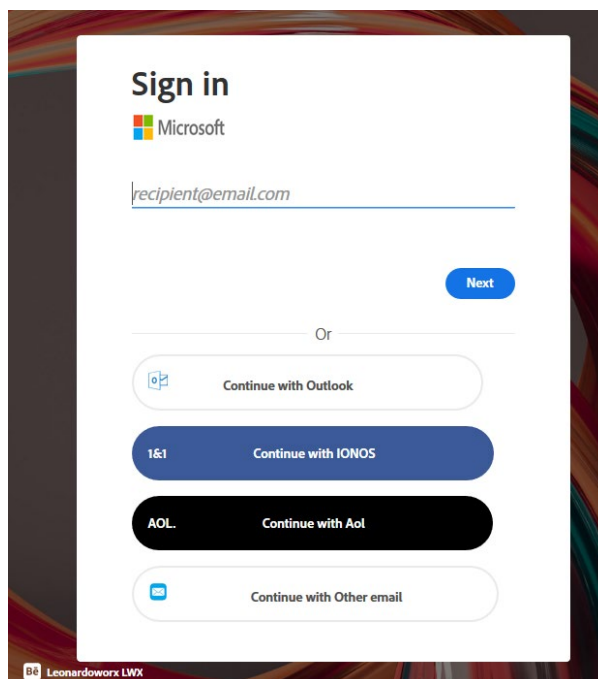 Sign in
Microsoft
recipient@email.com
Next
Or
Continue with Outlook
1&1 Continue with IONOS
AOL. Continue with Aol
Continue with Other email
Bē Leonardoworx LWX